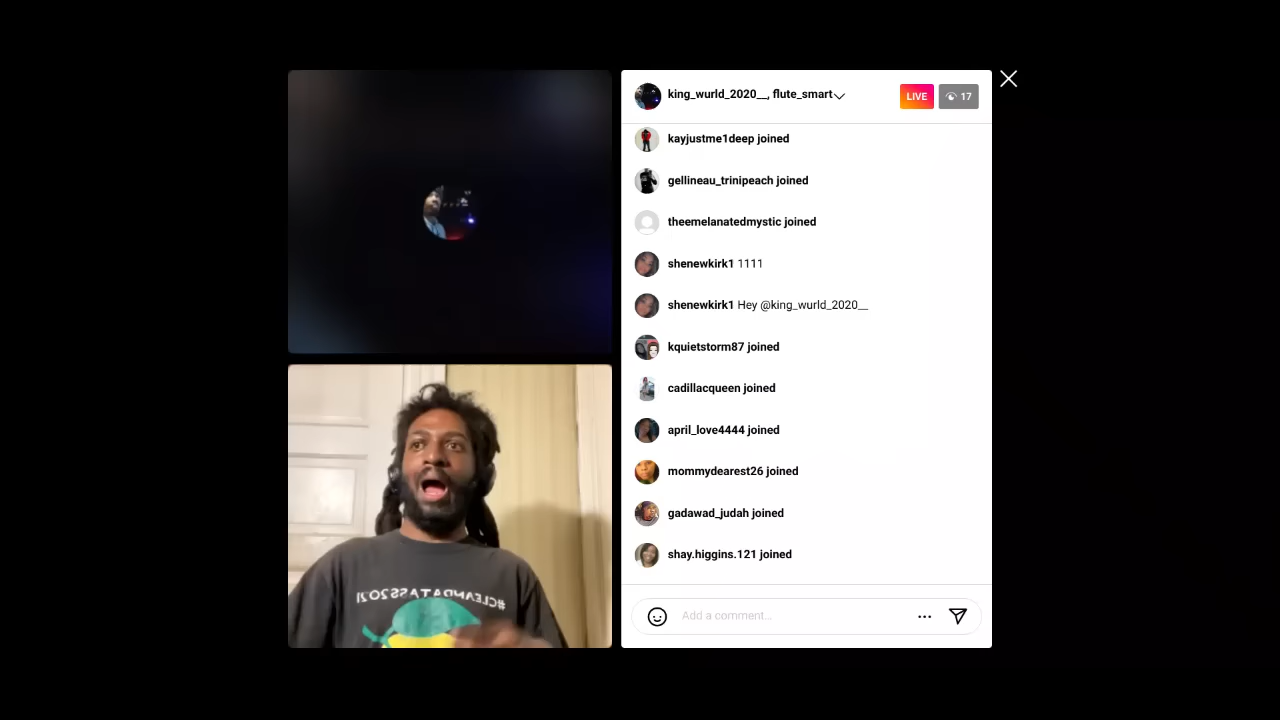 king_wurld_2020__, flute_smart
LIVE
17
kayjustme1deep joined
gellineau_trinipeach joined
theemelanatedmystic joined
shenewkirk1 1111
shenewkirk1 Hey @king_wurld_2020__
kquietstorm87 joined
cadillacqueen joined
april_love4444 joined
mommydearest26 joined
gadawad_judah joined
shay.higgins.121 joined
Add a comment...
#CLEANDATASS2021